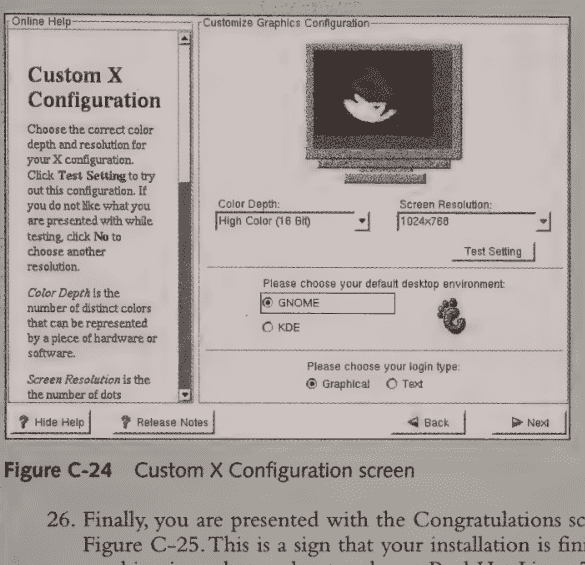 Online Help
Customize Graphics Configuration
Custom X
Configuration
Choose the correct color
depth and resolution for
your X configuration.
Click Test Setting to try
out this configuration. If
you do not like what you
are presented with while
testing, click No to
choose another
resolution.
Color Depth is the
number of distinct colors
that can be represented
by a piece of hardware or
software.
Screen Resolution is the
the number of dots
Color Depth:
High Color (16 Bit)
Screen Resolution:
1024x768
Test Setting
Please choose your default desktop environment:
GNOME
KDE
Please choose your login type:
Graphical
Text
? Hide Help
? Release Notes
Back
Next
Figure C-24 Custom X Configuration screen
26. Finally, you are presented with the Congratulations
Figure C-25. This is a sign that your installation is